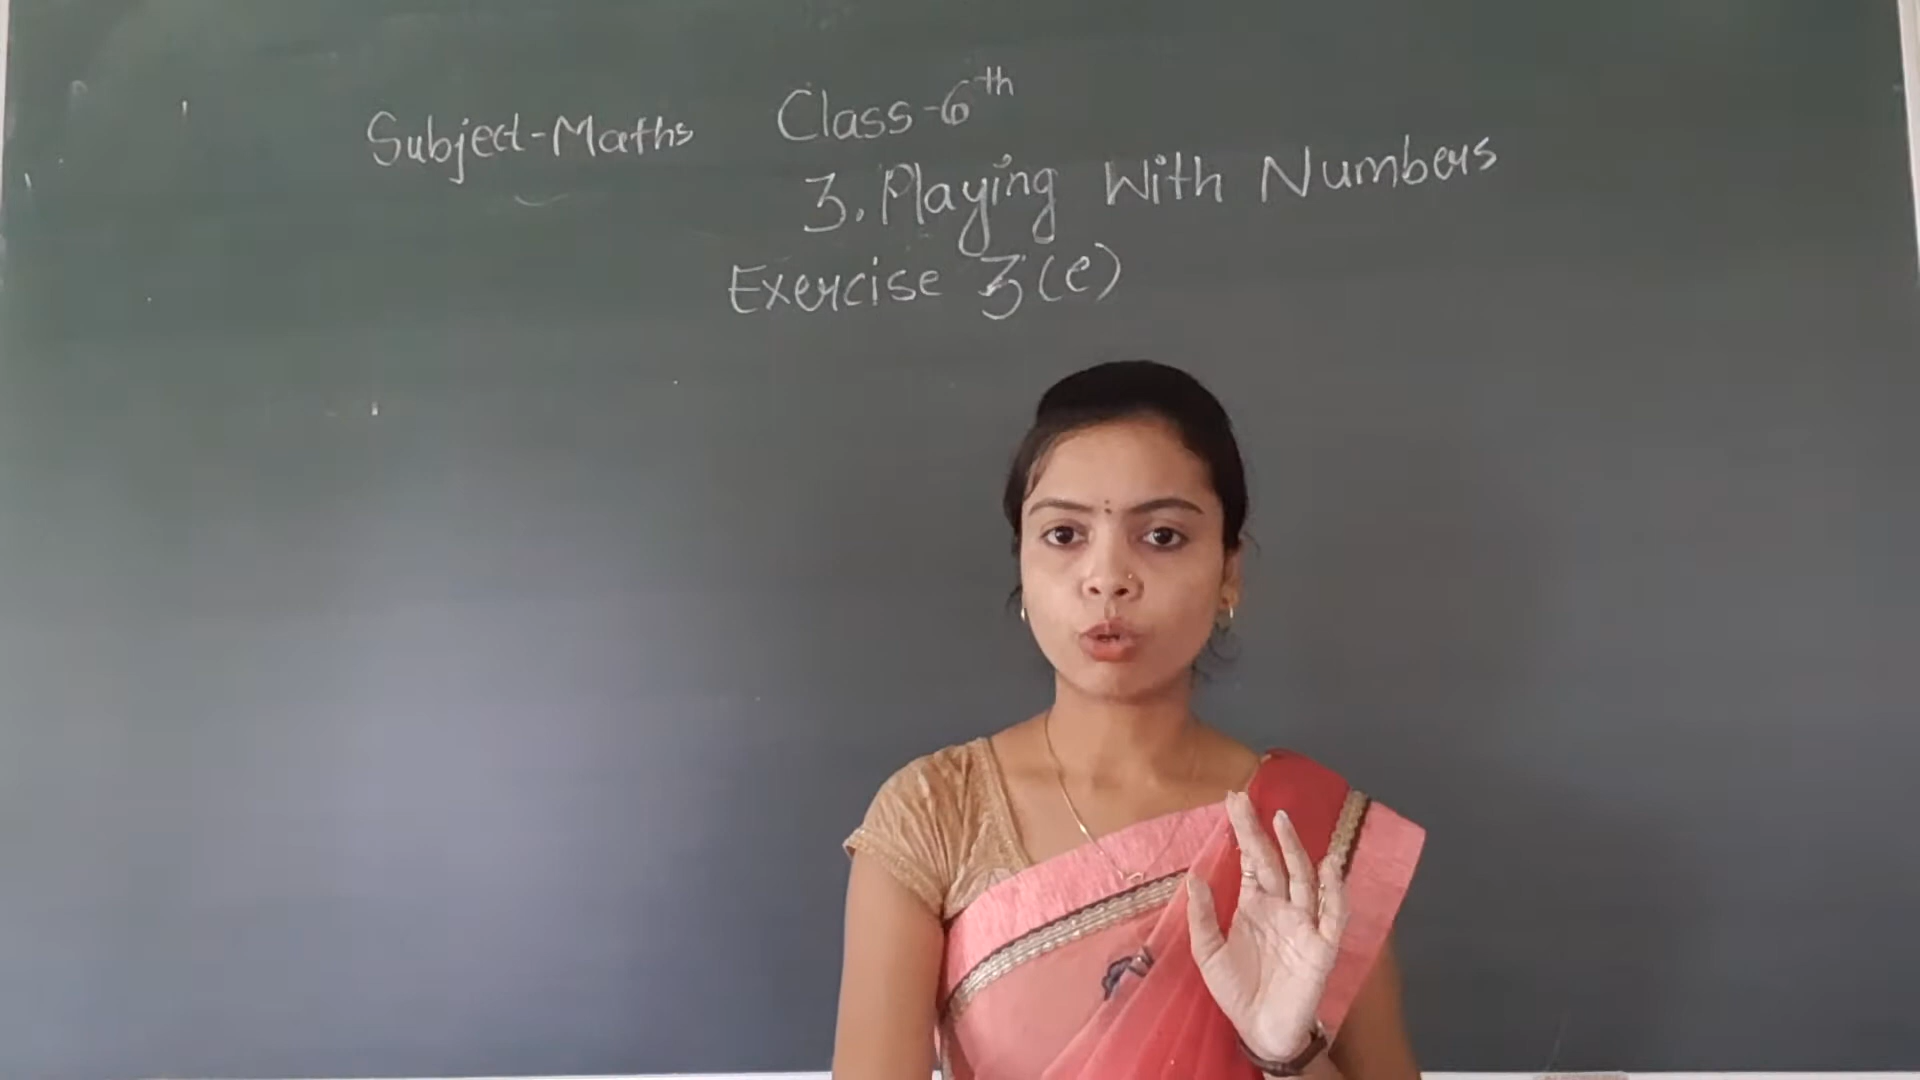 Subject-Maths Class-6th
3. Playing With Numbers
Exercise 3(e)